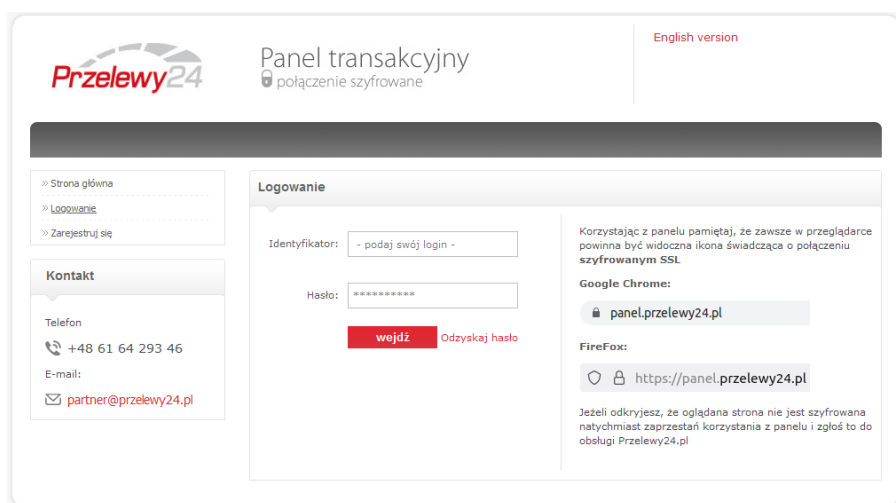 Przelewy24
Panel transakcyjny
połączenie szyfrowane
English version
» Strona główna
» Logowanie
» Zarejestruj się
Kontakt
Telefon
+48 61 64 293 46
E-mail:
partner@przelewy24.pl
Logowanie
Identyfikator:
- podaj swój login -
Hasło:
**********
wejdź
Odzyskaj hasło
Korzystając z panelu pamiętaj, że zawsze w przeglądarce
powinna być widoczna ikona świadcząca o połączeniu
szyfrowanym SSL
Google Chrome:
panel.przelewy24.pl
FireFox:
https://panel.przelewy24.pl
Jeżeli odkryjesz, że oglądana strona nie jest szyfrowana
natychmiast zaprzestań korzystania z panelu i zgłoś to do
obsługi Przelewy24.pl